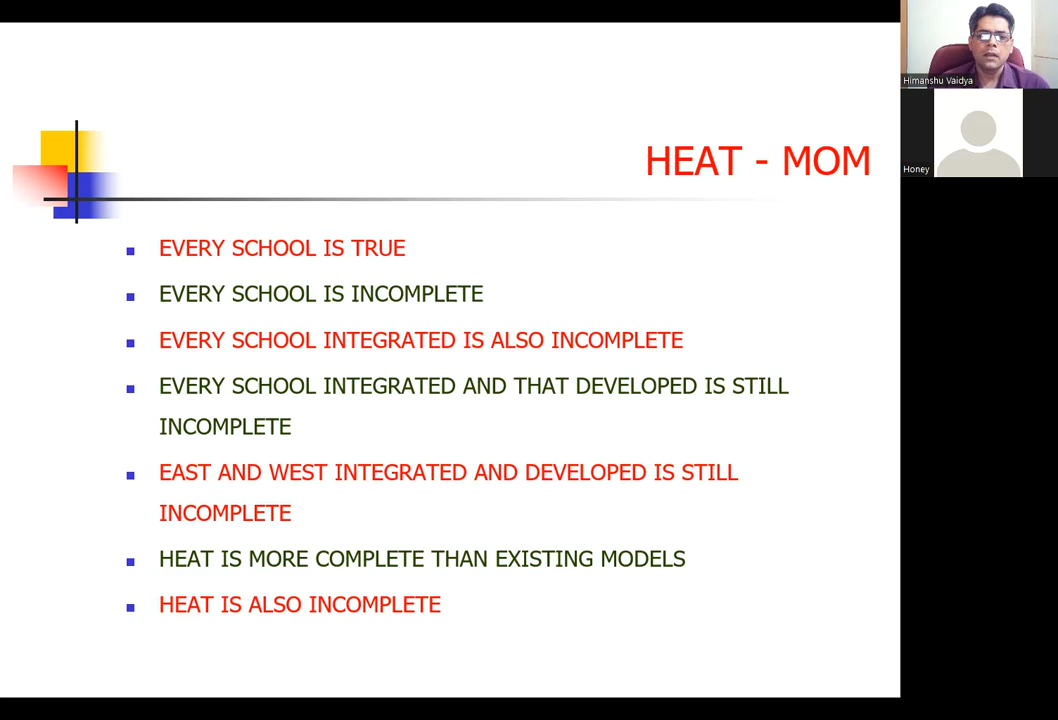 HEAT - MOM
EVERY SCHOOL IS TRUE
EVERY SCHOOL IS INCOMPLETE
EVERY SCHOOL INTEGRATED IS ALSO INCOMPLETE
EVERY SCHOOL INTEGRATED AND THAT DEVELOPED IS STILL
INCOMPLETE
EAST AND WEST INTEGRATED AND DEVELOPED IS STILL
INCOMPLETE
HEAT IS MORE COMPLETE THAN EXISTING MODELS
HEAT IS ALSO INCOMPLETE
Himanshu Vaidya
Honey